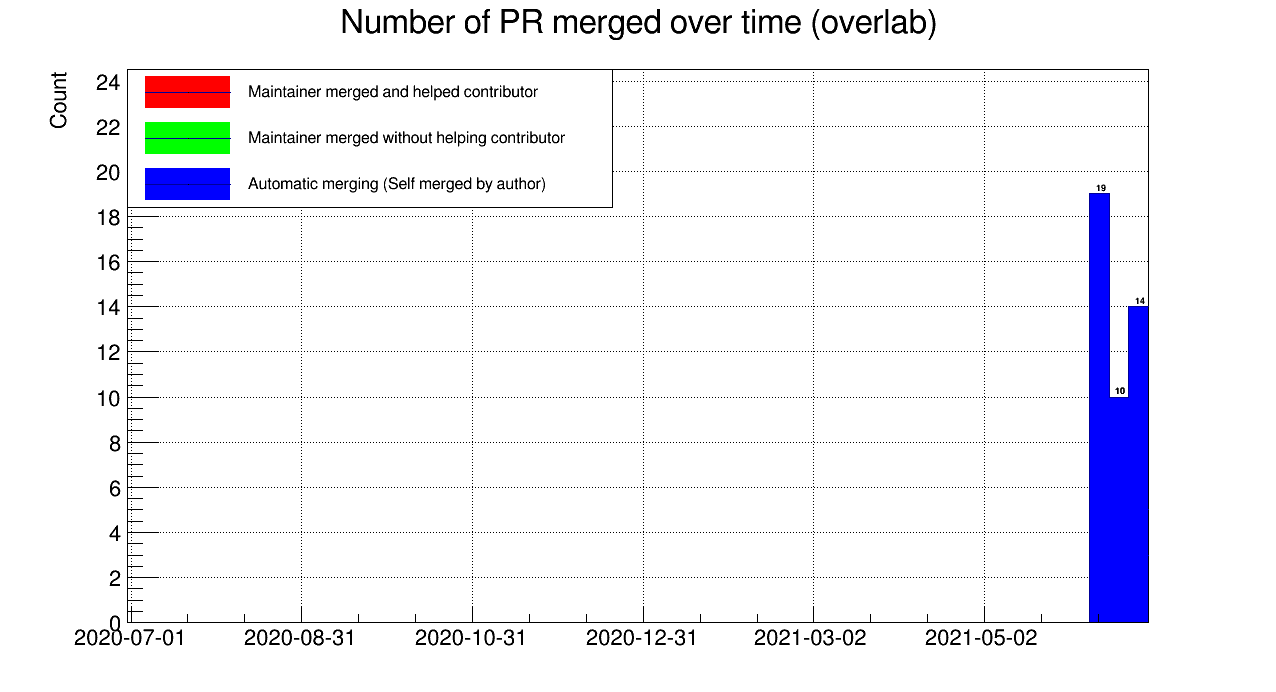 Number of PR merged over time (overlab)
Count
24
22
20
18
16
14
12
10
8
6
4
2
0
Maintainer merged and helped contributor
Maintainer merged without helping contributor
Automatic merging (Self merged by author)
19
10
14
2020-07-01 2020-08-31 2020-10-31 2020-12-31 2021-03-02 2021-05-02